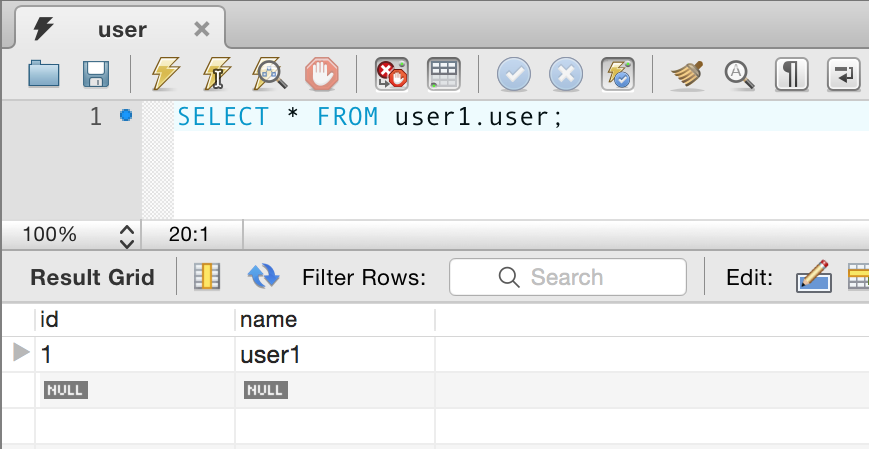 user
1 SELECT * FROM user1.user;
100% 20:1
Result Grid Filter Rows: Search Edit:
id name
1 user1
NULL NULL